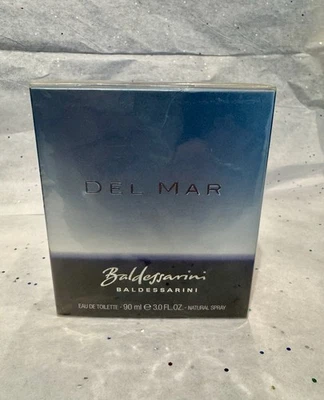 DEL MAR
Baldessarini
BALDESSARINI
EAU DE TOILETTE - 90 ml ℮ 3.0 FL.OZ. - NATURAL SPRAY